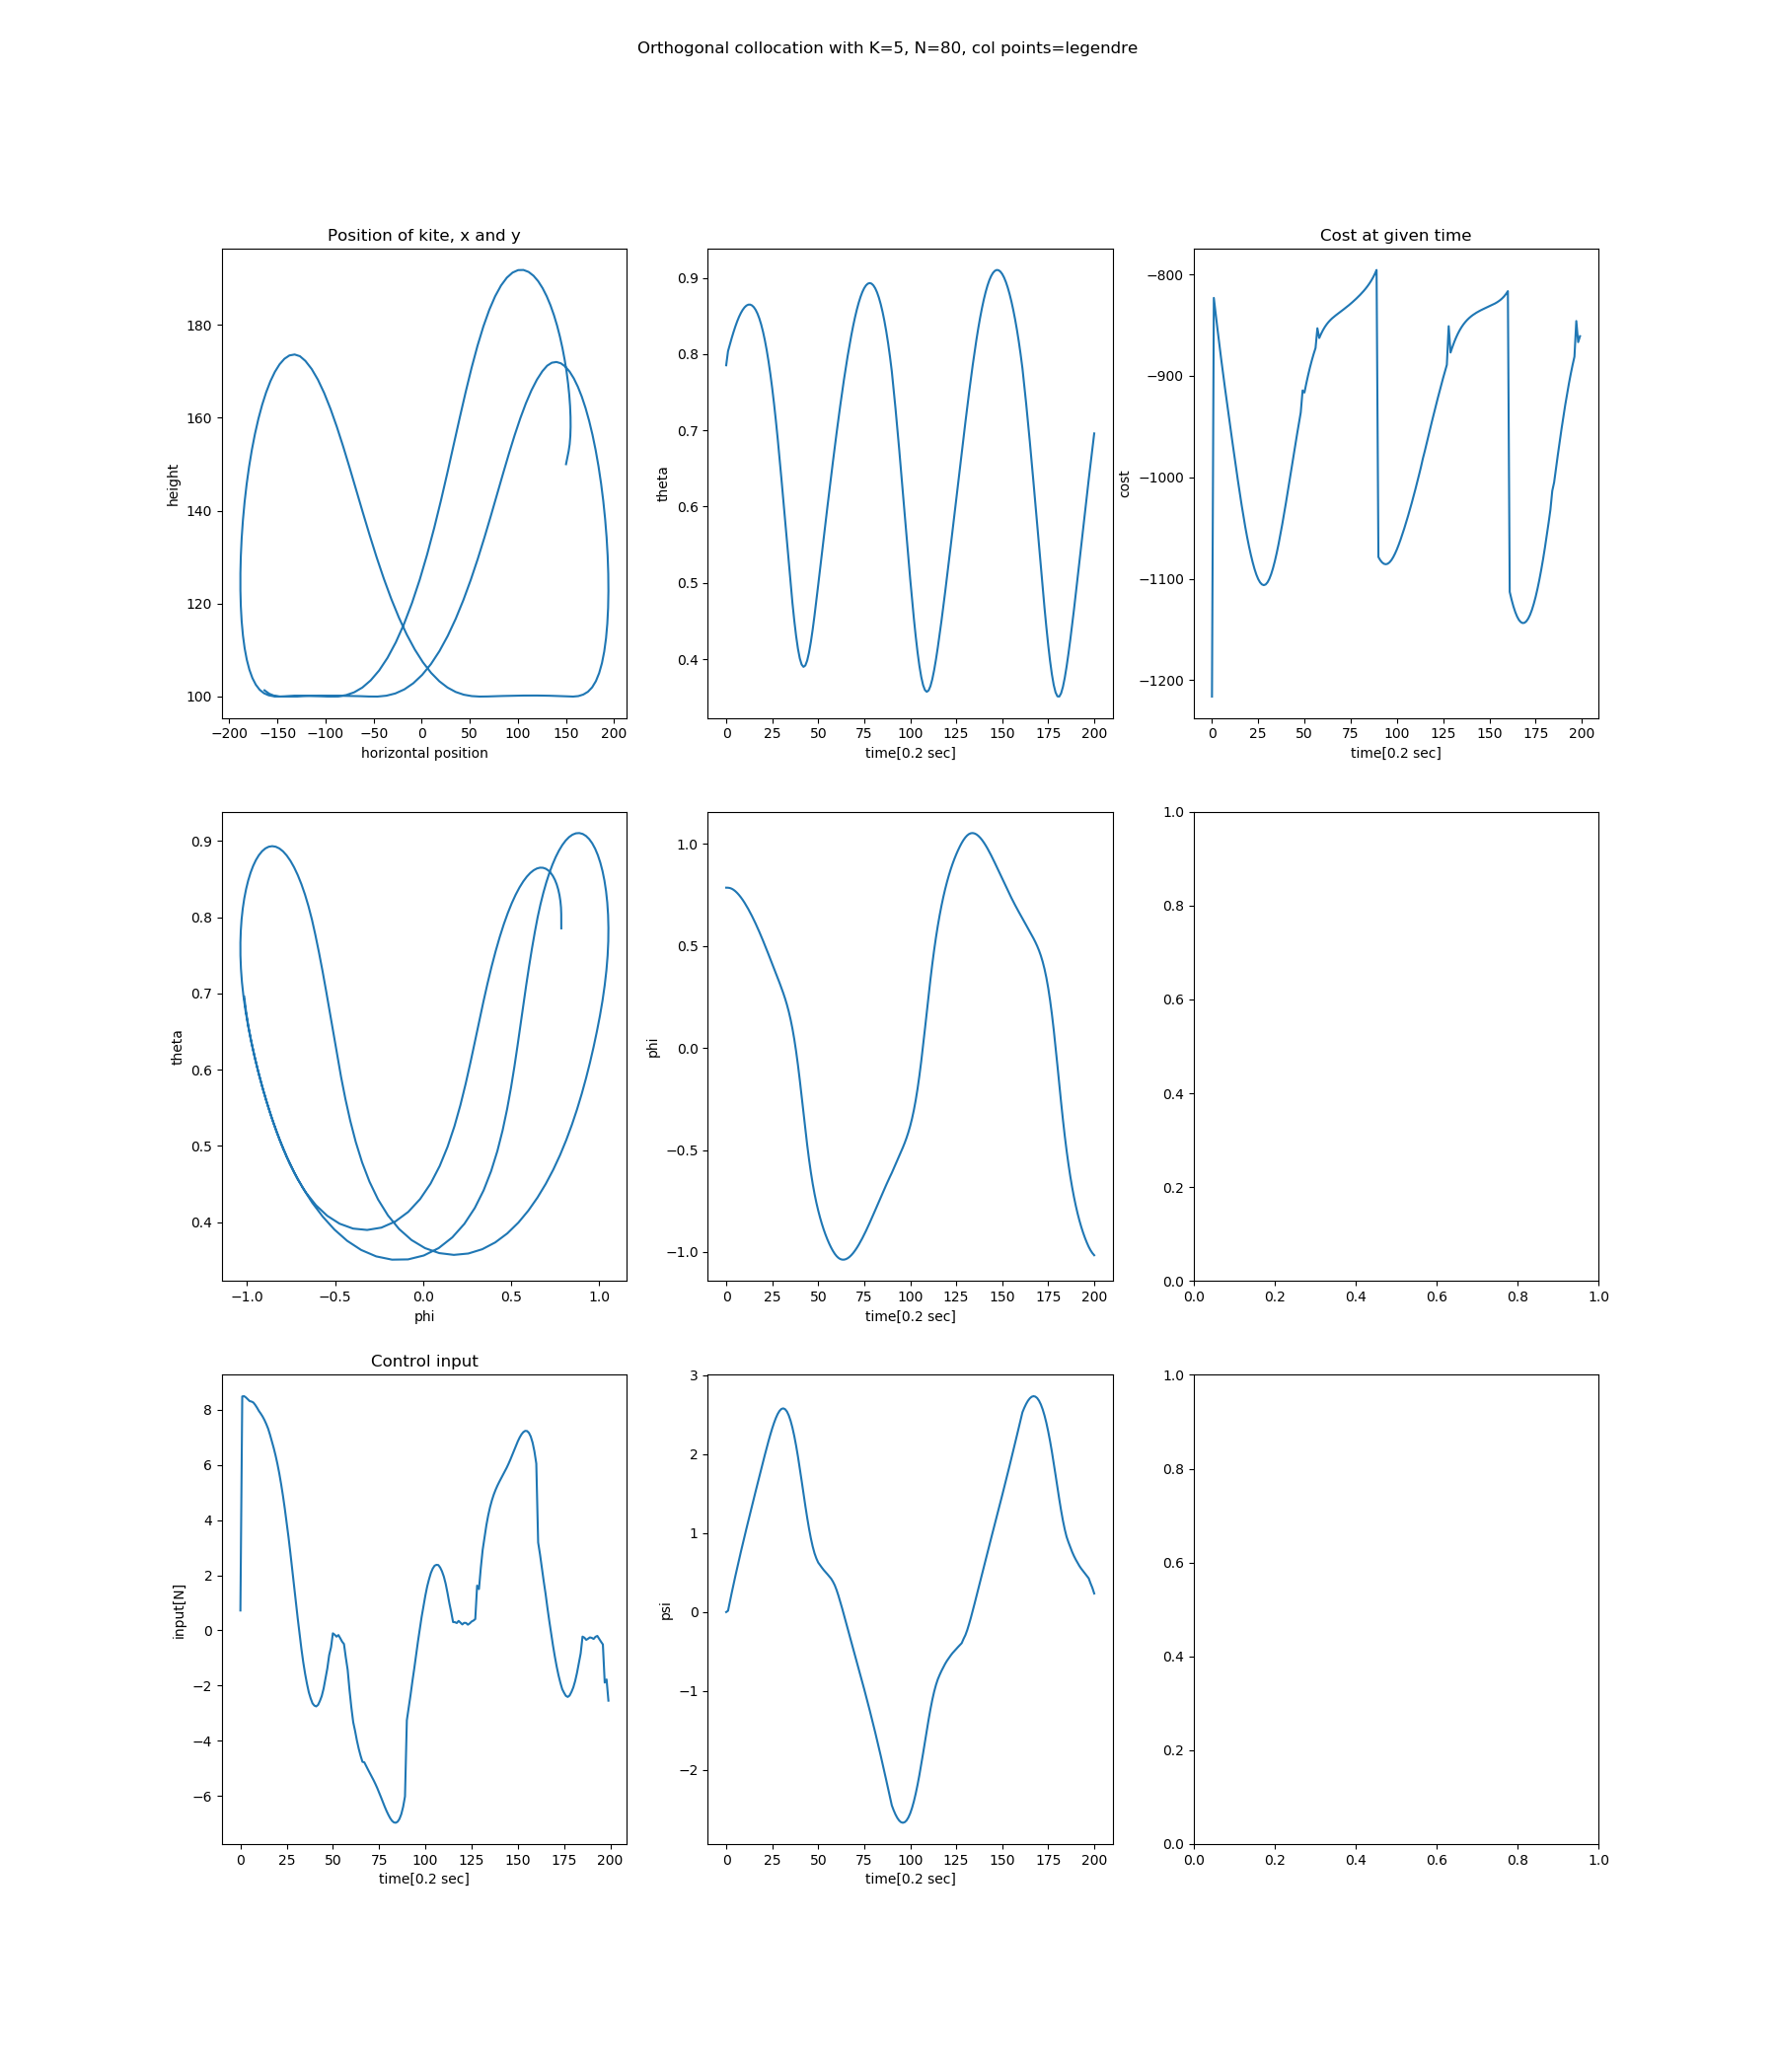 Orthogonal collocation with K=5, N=80, col points=legendre
Position of kite, x and y
height
180
160
140
120
100
−200 −150 −100 −50 0 50 100 150 200
horizontal position
theta
0.9
0.8
0.7
0.6
0.5
0.4
0 25 50 75 100 125 150 175 200
time[0.2 sec]
Cost at given time
cost
−800
−900
−1000
−1100
−1200
0 25 50 75 100 125 150 175 200
time[0.2 sec]
theta
0.9
0.8
0.7
0.6
0.5
0.4
−1.0 −0.5 0.0 0.5 1.0
phi
phi
1.0
0.5
0.0
−0.5
−1.0
0 25 50 75 100 125 150 175 200
time[0.2 sec]
1.0
0.8
0.6
0.4
0.2
0.0
0.0 0.2 0.4 0.6 0.8 1.0
Control input
input[N]
8
6
4
2
0
−2
−4
−6
0 25 50 75 100 125 150 175 200
time[0.2 sec]
psi
3
2
1
0
−1
−2
0 25 50 75 100 125 150 175 200
time[0.2 sec]
1.0
0.8
0.6
0.4
0.2
0.0
0.0 0.2 0.4 0.6 0.8 1.0